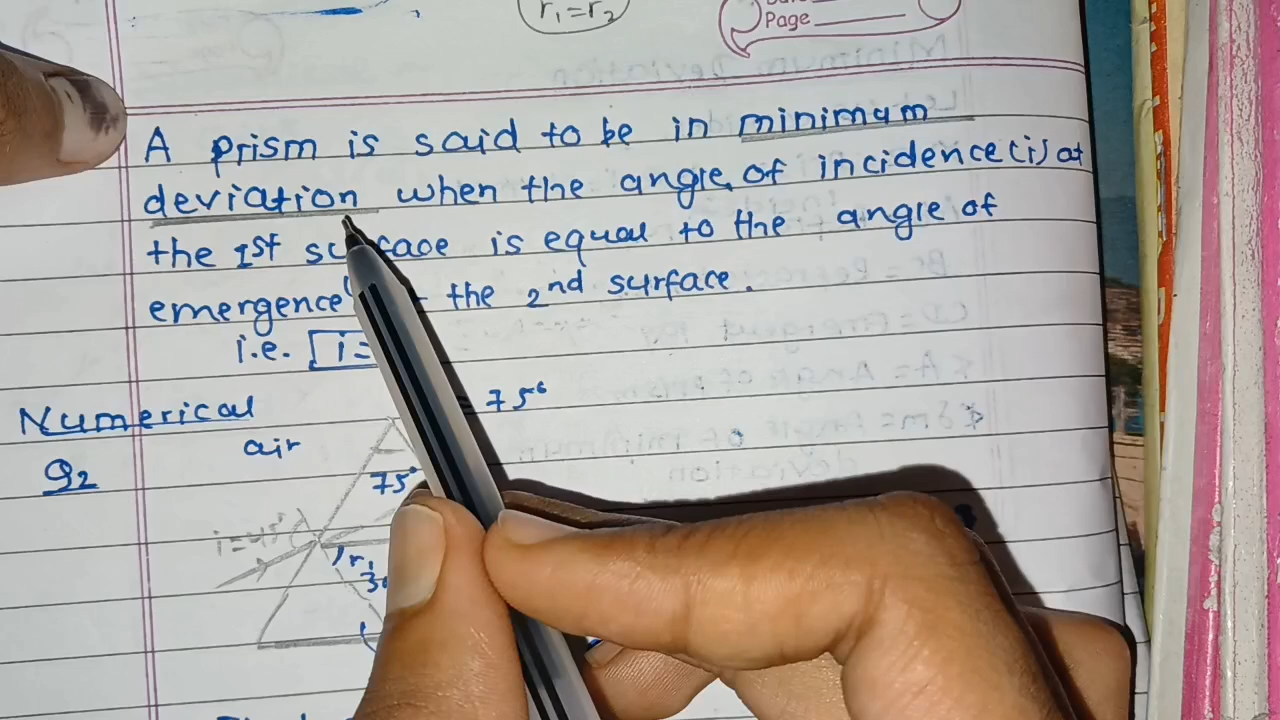 r₁=r₂
Page
A prism is said to be in minimum
deviation when the angle of incidence (i) at
the 1st surface is equal to the angle of
emergence the 2nd surface.
i.e. i=
Numerical
= 75°
air
Q2
75°
i=45°
r₁